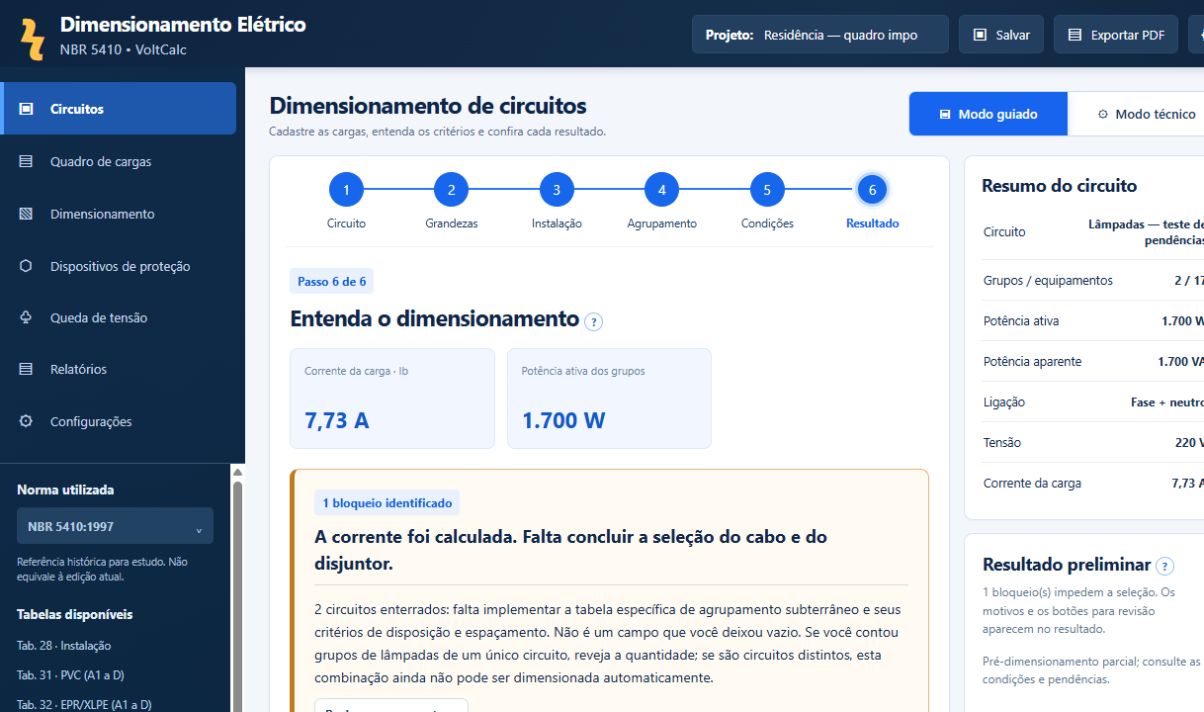 Dimensionamento Elétrico
NBR 5410 • VoltCalc
Projeto: Residência — quadro impo
Salvar
Exportar PDF
Circuitos
Quadro de cargas
Dimensionamento
Dispositivos de proteção
Queda de tensão
Relatórios
Configurações
Norma utilizada
NBR 5410:1997
Referência histórica para estudo. Não
equivale à edição atual.
Tabelas disponíveis
Tab. 28 · Instalação
Tab. 31 · PVC (A1 a D)
Tab. 32 · EPR/XLPE (A1 a D)
Dimensionamento de circuitos
Cadastre as cargas, entenda os critérios e confira cada resultado.
Modo guiado
Modo técnico
1 2 3 4 5 6
Circuito Grandezas Instalação Agrupamento Condições Resultado
Passo 6 de 6
Entenda o dimensionamento ?
Corrente da carga · Ib
7,73 A
Potência ativa dos grupos
1.700 W
1 bloqueio identificado
A corrente foi calculada. Falta concluir a seleção do cabo e do
disjuntor.
2 circuitos enterrados: falta implementar a tabela específica de agrupamento subterrâneo e seus
critérios de disposição e espaçamento. Não é um campo que você deixou vazio. Se você contou
grupos de lâmpadas de um único circuito, reveja a quantidade; se são circuitos distintos, esta
combinação ainda não pode ser dimensionada automaticamente.
Resumo do circuito
Circuito Lâmpadas — teste de
pendências
Grupos / equipamentos 2 / 17
Potência ativa 1.700 W
Potência aparente 1.700 VA
Ligação Fase + neutro
Tensão 220 V
Corrente da carga 7,73 A
Resultado preliminar ?
1 bloqueio(s) impedem a seleção. Os
motivos e os botões para revisão
aparecem no resultado.
Pré-dimensionamento parcial; consulte as
condições e pendências.